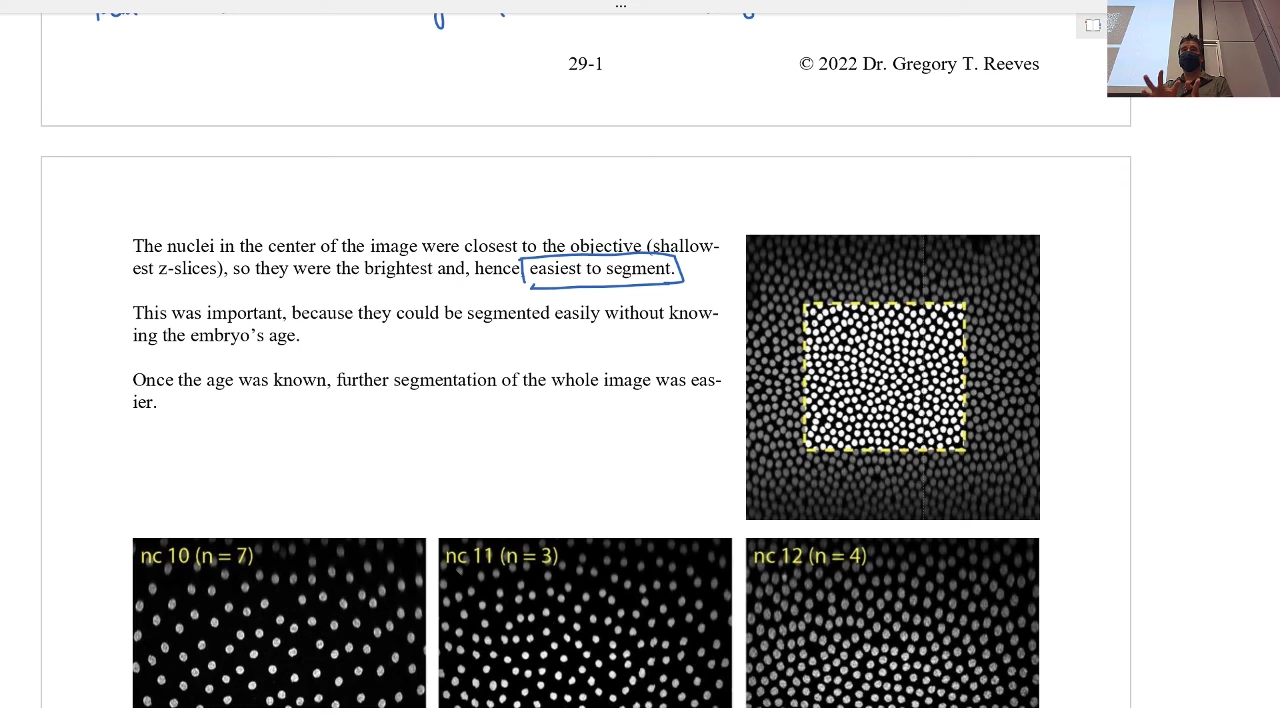 29-1
© 2022 Dr. Gregory T. Reeves
The nuclei in the center of the image were closest to the objective (shallow-
est z-slices), so they were the brightest and, hence easiest to segment.
This was important, because they could be segmented easily without know-
ing the embryo’s age.
Once the age was known, further segmentation of the whole image was eas-
ier.
nc 10 (n = 7)
nc 11 (n = 3)
nc 12 (n = 4)